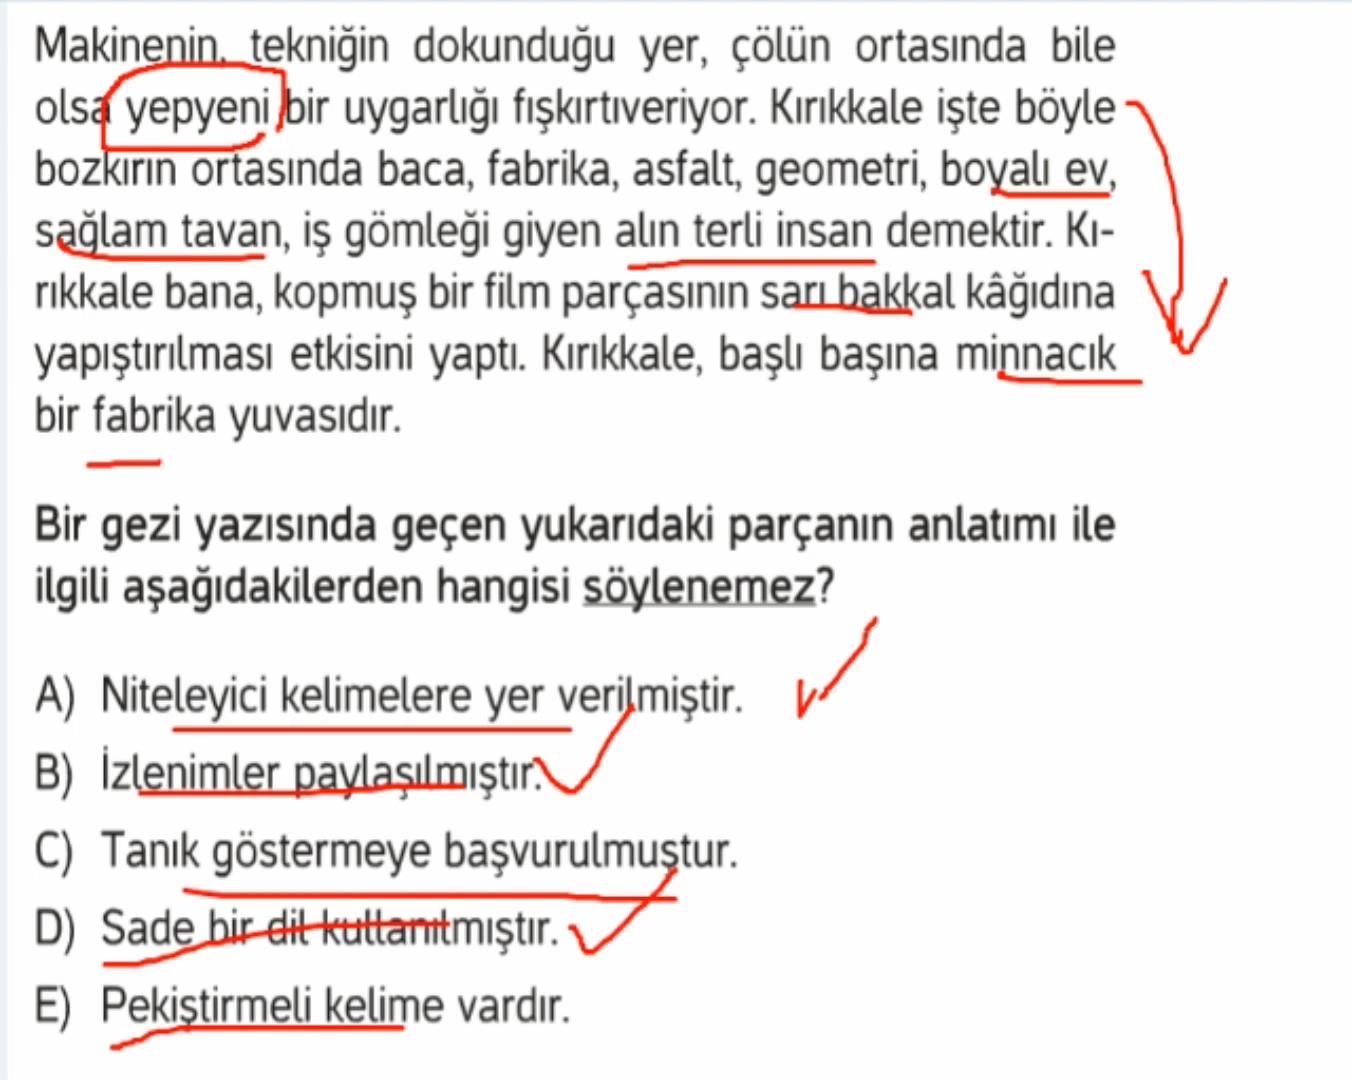 Makinenin, tekniğin dokunduğu yer, çölün ortasında bile
olsa yepyeni bir uygarlığı fışkırtıveriyor. Kırıkkale işte böyle
bozkırın ortasında baca, fabrika, asfalt, geometri, boyalı ev,
sağlam tavan, iş gömleği giyen alın terli insan demektir. Kı-
rıkkale bana, kopmuş bir film parçasının sarı bakkal kâğıdına
yapıştırılması etkisini yaptı. Kırıkkale, başlı başına minnacık
bir fabrika yuvasıdır.
Bir gezi yazısında geçen yukarıdaki parçanın anlatımı ile
ilgili aşağıdakilerden hangisi söylenemez?
A) Niteleyici kelimelere yer verilmiştir.
B) İzlenimler paylaşılmıştır.
C) Tanık göstermeye başvurulmuştur.
D) Sade bir dil kullanılmıştır.
E) Pekiştirmeli kelime vardır.